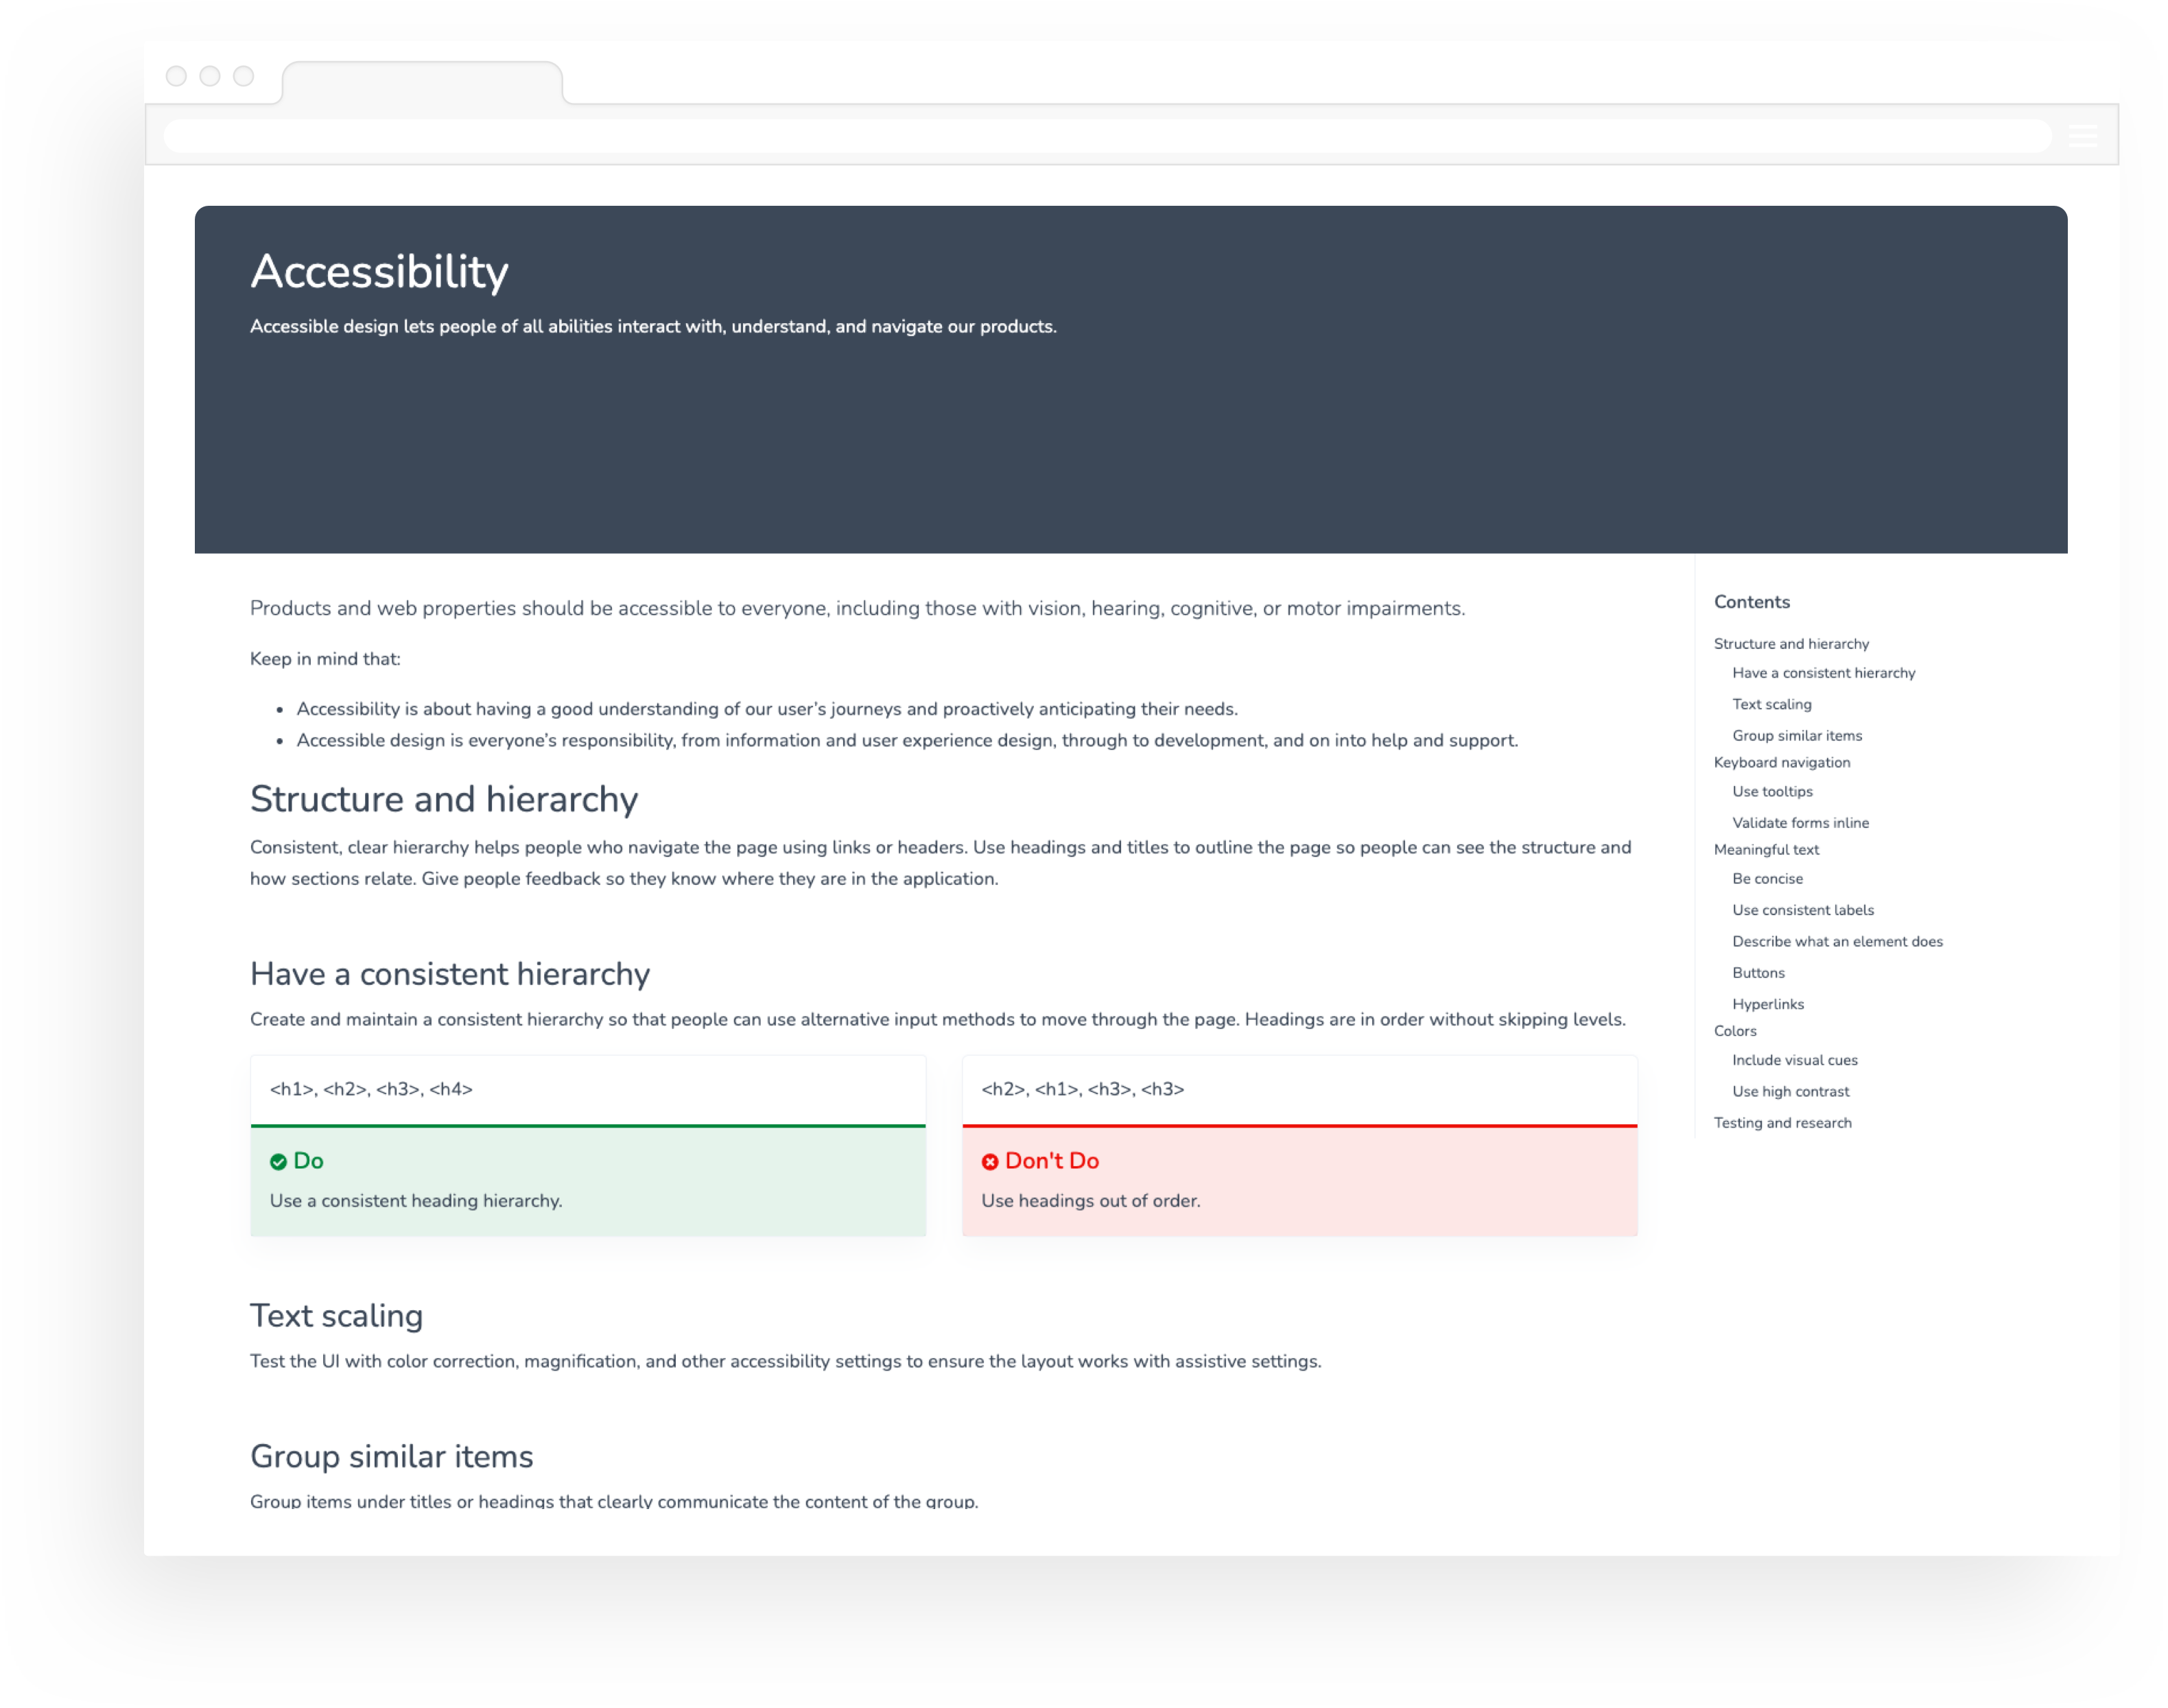 Accessibility
Accessible design lets people of all abilities interact with, understand, and navigate our products.
Products and web properties should be accessible to everyone, including those with vision, hearing, cognitive, or motor impairments.
Keep in mind that:
• Accessibility is about having a good understanding of our user’s journeys and proactively anticipating their needs.
• Accessible design is everyone’s responsibility, from information and user experience design, through to development, and on into help and support.
Structure and hierarchy
Consistent, clear hierarchy helps people who navigate the page using links or headers. Use headings and titles to outline the page so people can see the structure and
how sections relate. Give people feedback so they know where they are in the application.
Have a consistent hierarchy
Create and maintain a consistent hierarchy so that people can use alternative input methods to move through the page. Headings are in order without skipping levels.
<h1>, <h2>, <h3>, <h4>
Do
Use a consistent heading hierarchy.
<h2>, <h1>, <h3>, <h3>
Don't Do
Use headings out of order.
Text scaling
Test the UI with color correction, magnification, and other accessibility settings to ensure the layout works with assistive settings.
Group similar items
Group items under titles or headings that clearly communicate the content of the group.
Contents
Structure and hierarchy
Have a consistent hierarchy
Text scaling
Group similar items
Keyboard navigation
Use tooltips
Validate forms inline
Meaningful text
Be concise
Use consistent labels
Describe what an element does
Buttons
Hyperlinks
Colors
Include visual cues
Use high contrast
Testing and research